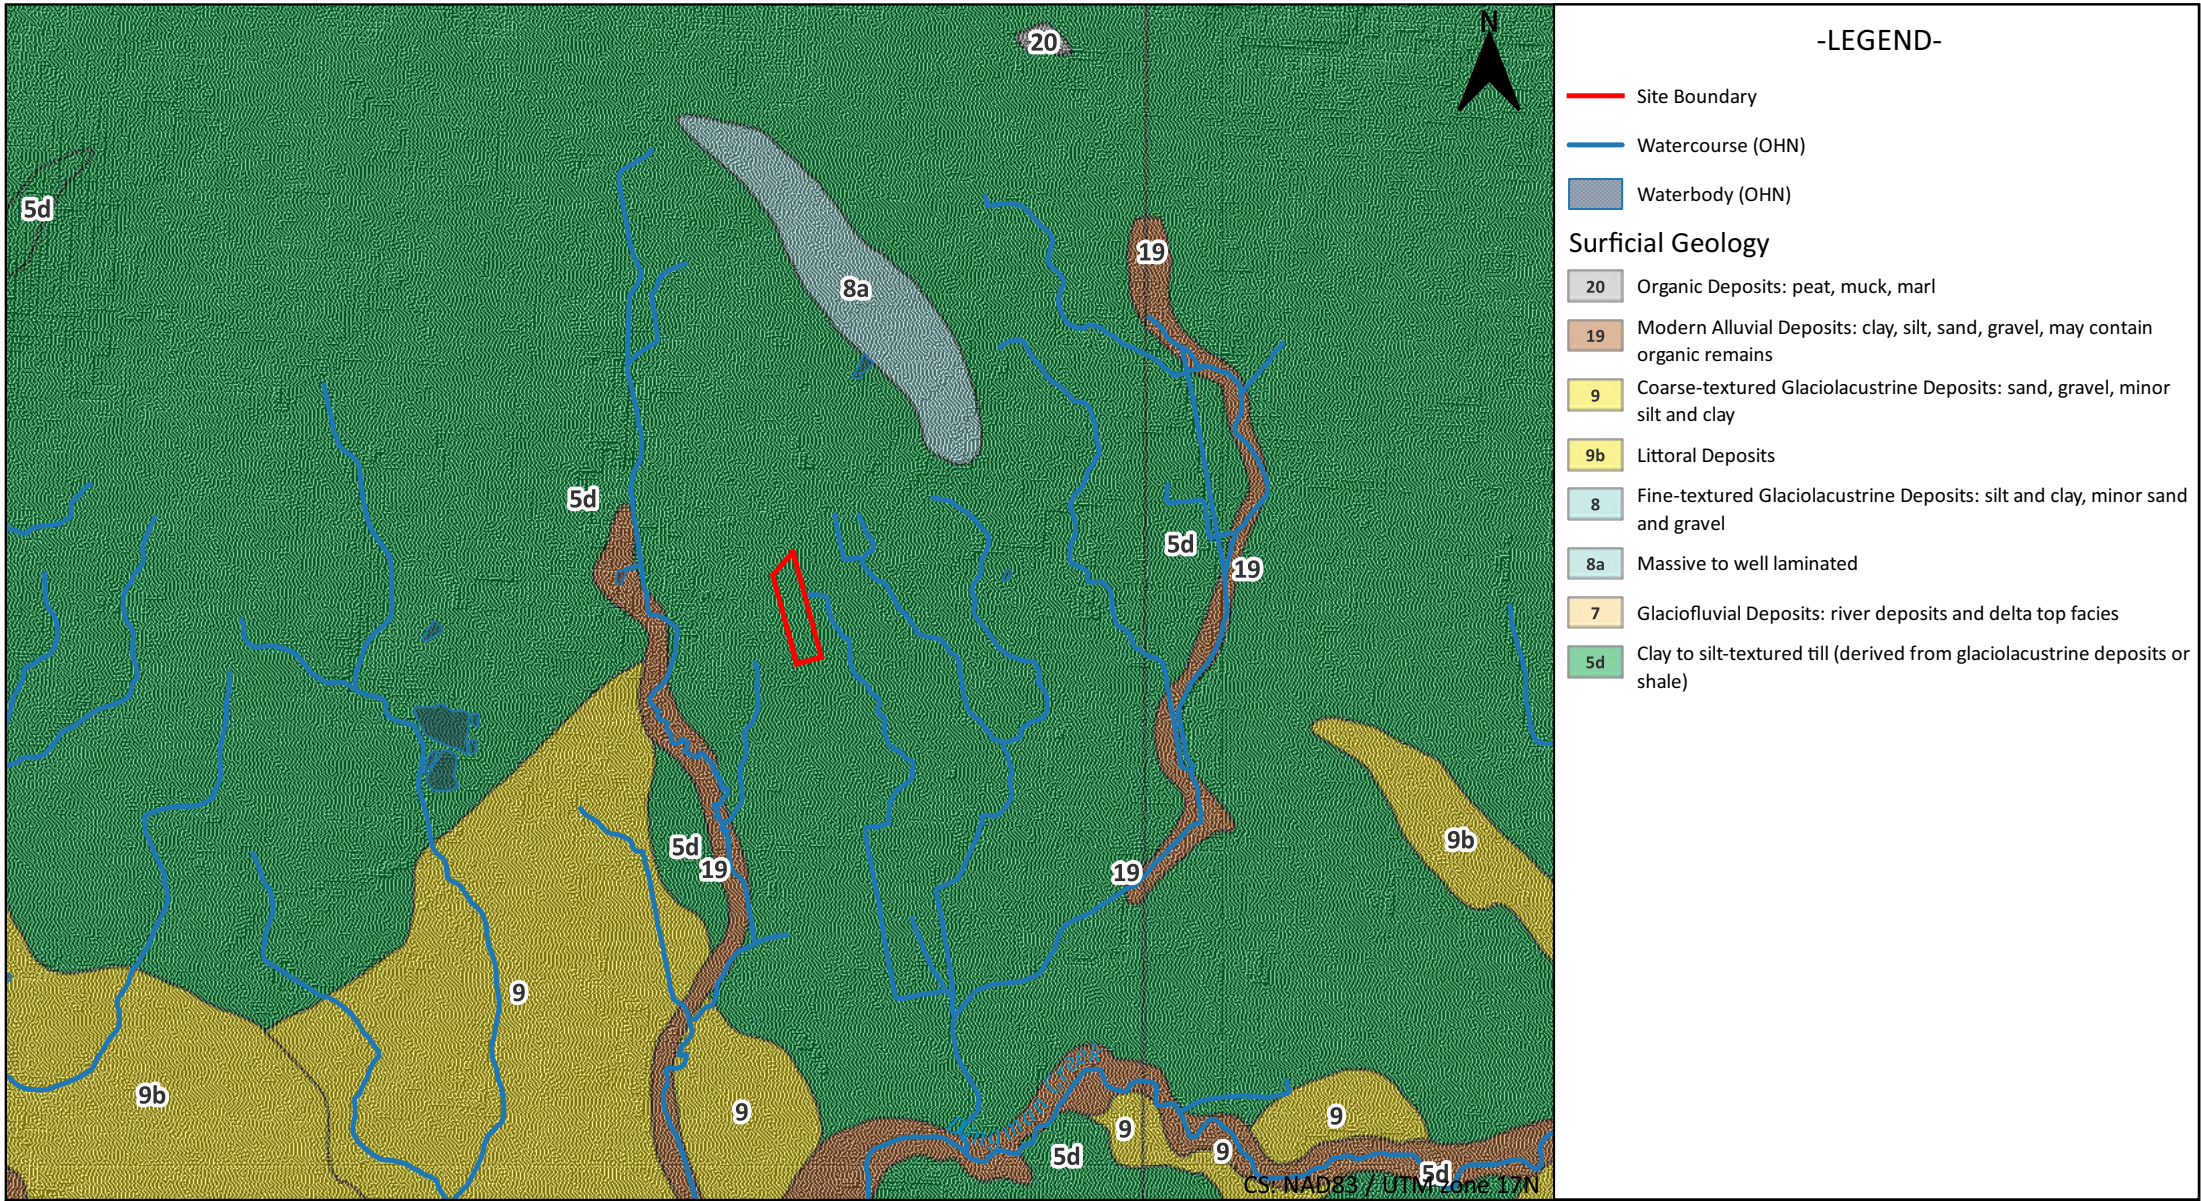 N
20
5d
19
8a
5d
5d
19
9b
5d
19
19
9
9b
9
9
9
9
5d
5d
Creek
CS: NAD83 / UTM zone 17N
-LEGEND-
Site Boundary
Watercourse (OHN)
Waterbody (OHN)
Surficial Geology
20 Organic Deposits: peat, muck, marl
19 Modern Alluvial Deposits: clay, silt, sand, gravel, may contain
organic remains
9 Coarse-textured Glaciolacustrine Deposits: sand, gravel, minor
silt and clay
9b Littoral Deposits
8 Fine-textured Glaciolacustrine Deposits: silt and clay, minor sand
and gravel
8a Massive to well laminated
7 Glaciofluvial Deposits: river deposits and delta top facies
5d Clay to silt-textured till (derived from glaciolacustrine deposits or
shale)